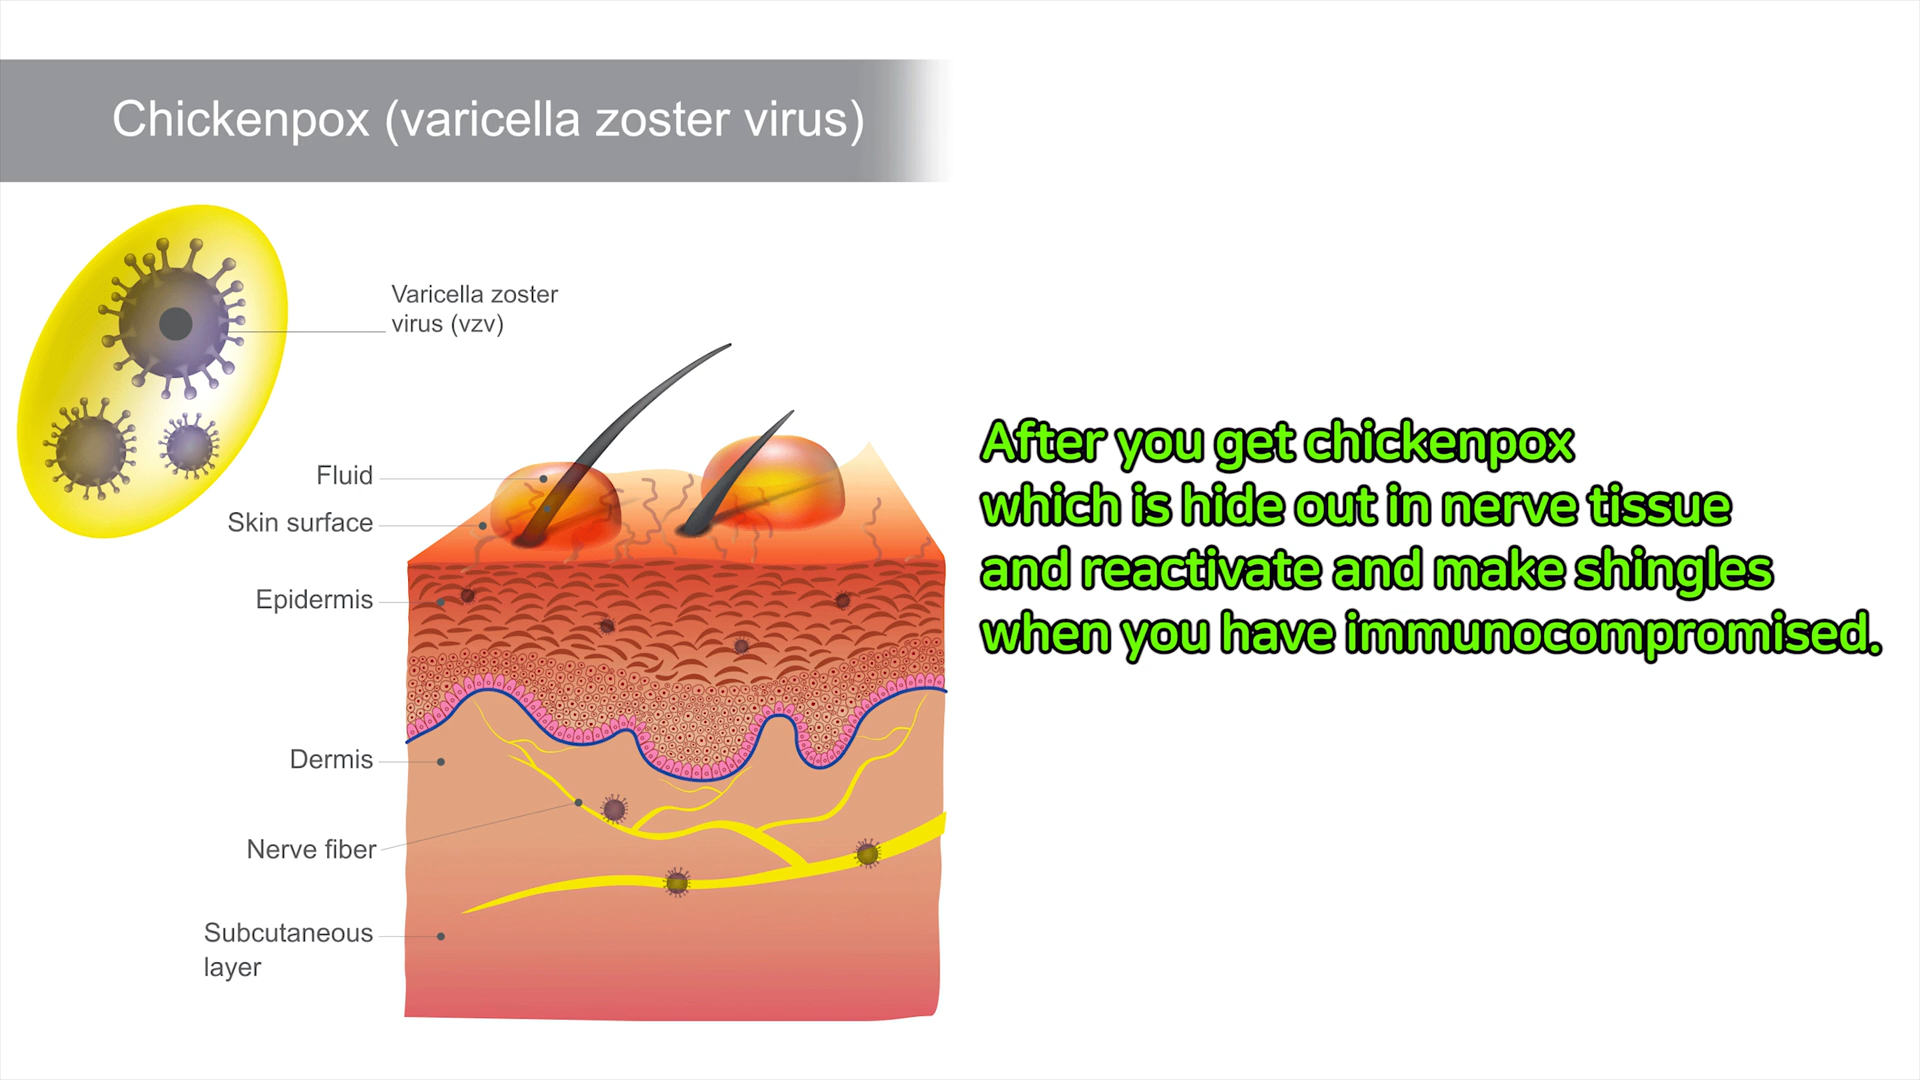 Chickenpox (varicella zoster virus)
Varicella zoster
virus (vzv)
Fluid
Skin surface
Epidermis
Dermis
Nerve fiber
Subcutaneous
layer
After you get chickenpox
which is hide out in nerve tissue
and reactivate and make shingles
when you have immunocompromised.